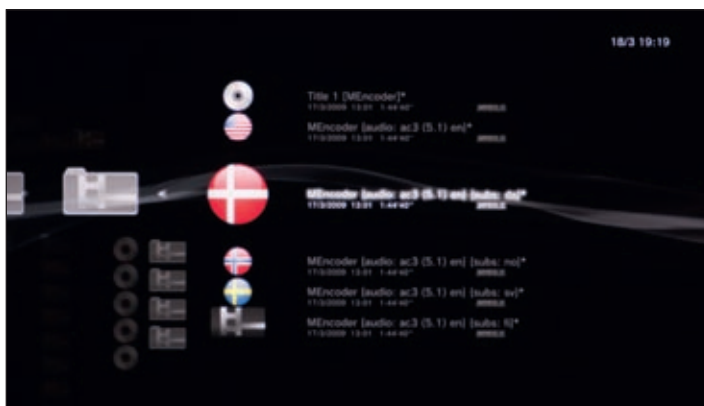 18/3 19:19
Title 1 [MEncoder]*
17/3/2009 13:01 1:44'40"
MEncoder [audio: ac3 (5.1) en]*
17/3/2009 13:01 1:44'40"
MEncoder [audio: ac3 (5.1) en] [subs: da]*
17/3/2009 13:01 1:44'40"
MEncoder [audio: ac3 (5.1) en] [subs: no]*
17/3/2009 13:01 1:44'40"
MEncoder [audio: ac3 (5.1) en] [subs: sv]*
17/3/2009 13:01 1:44'40"
MEncoder [audio: ac3 (5.1) en] [subs: fi]*
17/3/2009 13:01 1:44'40"